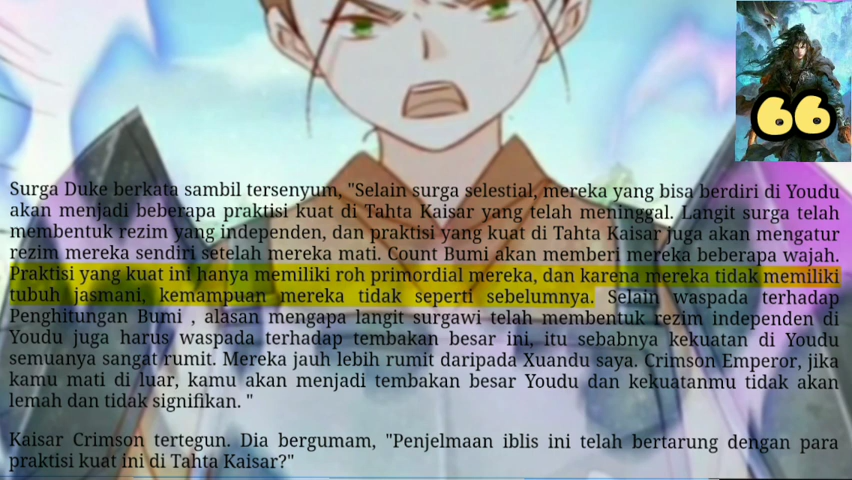 66
Surga Duke berkata sambil tersenyum, "Selain surga selestial, mereka yang bisa berdiri di Youdu
akan menjadi beberapa praktisi kuat di Tahta Kaisar yang telah meninggal. Langit surga telah
membentuk rezim yang independen, dan praktisi yang kuat di Tahta Kaisar juga akan mengatur
rezim mereka sendiri setelah mereka mati. Count Bumi akan memberi mereka beberapa wajah.
Praktisi yang kuat ini hanya memiliki roh primordial mereka, dan karena mereka tidak memiliki
tubuh jasmani, kemampuan mereka tidak seperti sebelumnya. Selain waspada terhadap
Penghitungan Bumi , alasan mengapa langit surgawi telah membentuk rezim independen di
Youdu juga harus waspada terhadap tembakan besar ini, itu sebabnya kekuatan di Youdu
semuanya sangat rumit. Mereka jauh lebih rumit daripada Xuandu saya. Crimson Emperor, jika
kamu mati di luar, kamu akan menjadi tembakan besar Youdu dan kekuatanmu tidak akan
lemah dan tidak signifikan. "
Kaisar Crimson tertegun. Dia bergumam, "Penjelmaan iblis ini telah bertarung dengan para
praktisi kuat ini di Tahta Kaisar?"